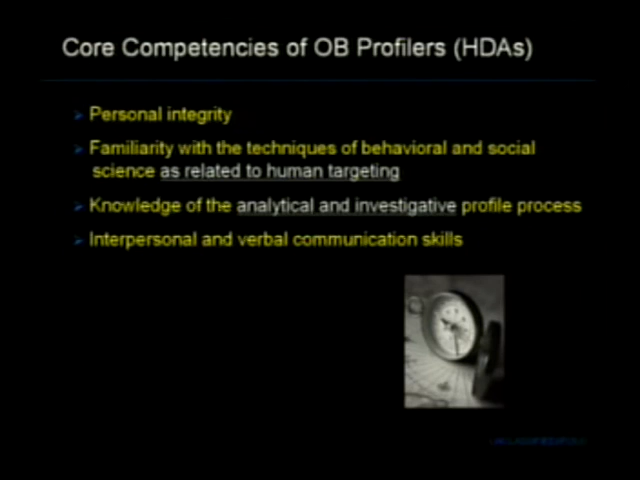 Core Competencies of OB Profilers (HDAs)
Personal integrity
Familiarity with the techniques of behavioral and social
science as related to human targeting
Knowledge of the analytical and investigative profile process
Interpersonal and verbal communication skills